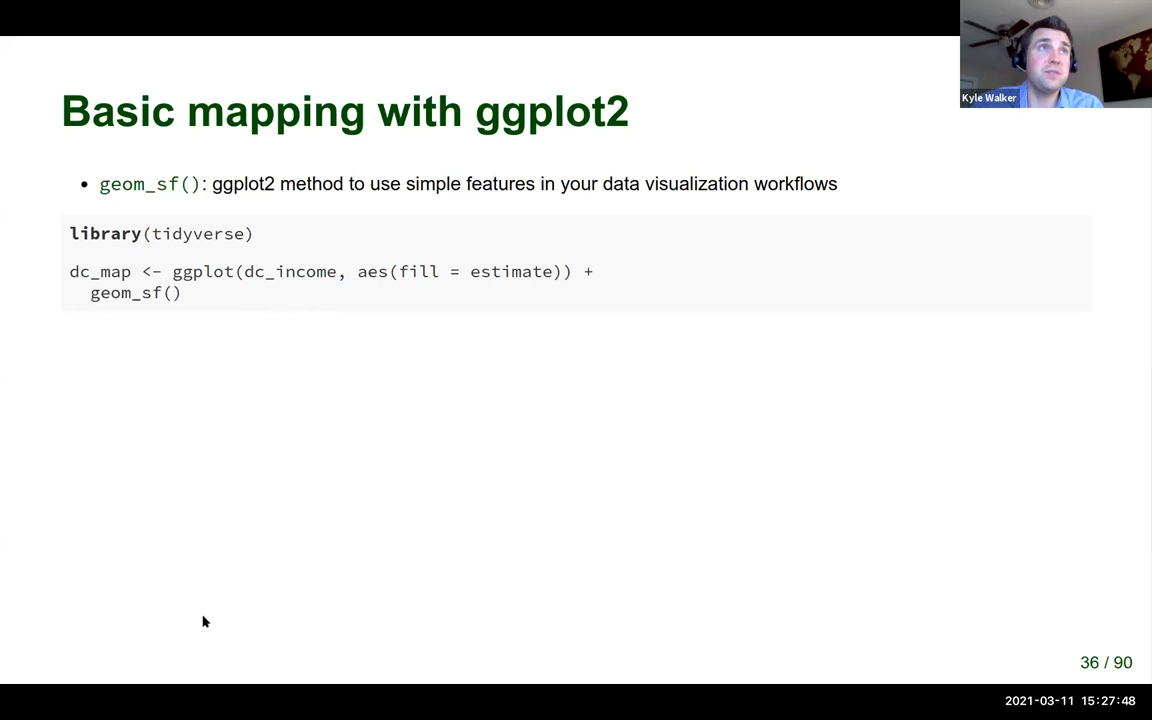 Kyle Walker
Basic mapping with ggplot2
• geom_sf(): ggplot2 method to use simple features in your data visualization workflows
library(tidyverse)
dc_map <- ggplot(dc_income, aes(fill = estimate)) +
  geom_sf()
36 / 90
2021-03-11 15:27:48